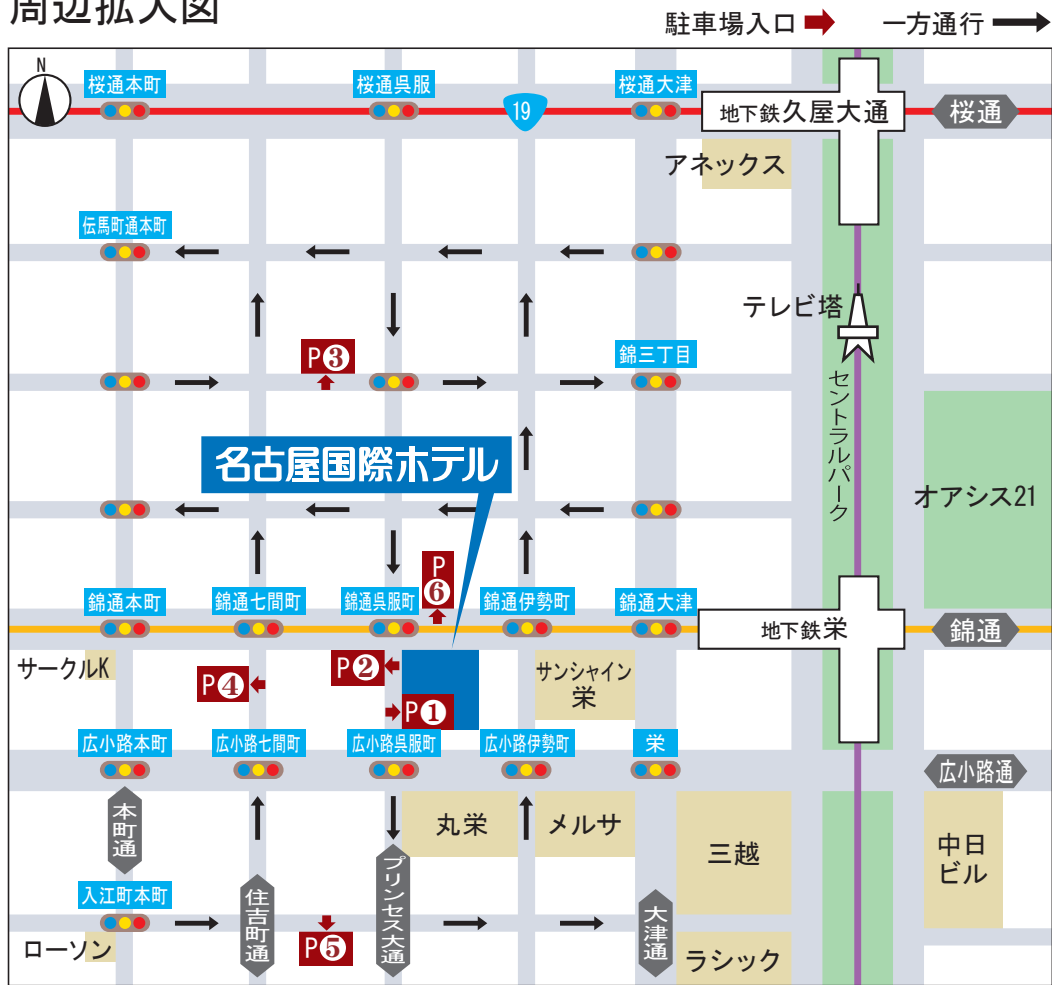 周辺拡大図
駐車場入口
一方通行
N
桜通本町
桜通呉服
19
桜通大津
地下鉄久屋大通
桜通
アネックス
伝馬町通本町
テレビ塔
P❸
錦三丁目
セントラルパーク
名古屋国際ホテル
オアシス21
P
❻
錦通本町
錦通七間町
錦通呉服町
錦通伊勢町
錦通大津
地下鉄栄
錦通
サークルK
P❹
P❷
P❶
サンシャイン
栄
広小路本町
広小路七間町
広小路呉服町
広小路伊勢町
栄
広小路通
本町通
丸栄
メルサ
三越
中日
ビル
入江町本町
住吉町通
プリンセス大通
大津通
ローソン
P❺
ラシック